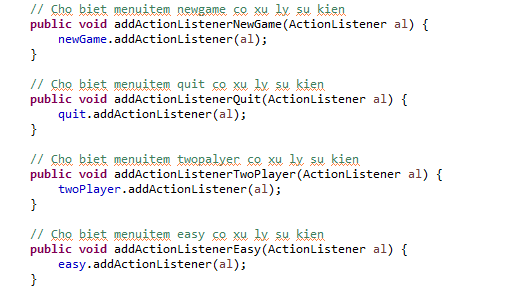 // Cho biet menuitem newgame co xu ly su kien
public void addActionListenerNewGame(ActionListener al) {
newGame.addActionListener(al);
}
// Cho biet menuitem quit co xu ly su kien
public void addActionListenerQuit(ActionListener al) {
quit.addActionListener(al);
}
// Cho biet menuitem twopalyer co xu ly su kien
public void addActionListenerTwoPlayer(ActionListener al) {
twoPlayer.addActionListener(al);
}
// Cho biet menuitem easy co xu ly su kien
public void addActionListenerEasy(ActionListener al) {
easy.addActionListener(al);
}